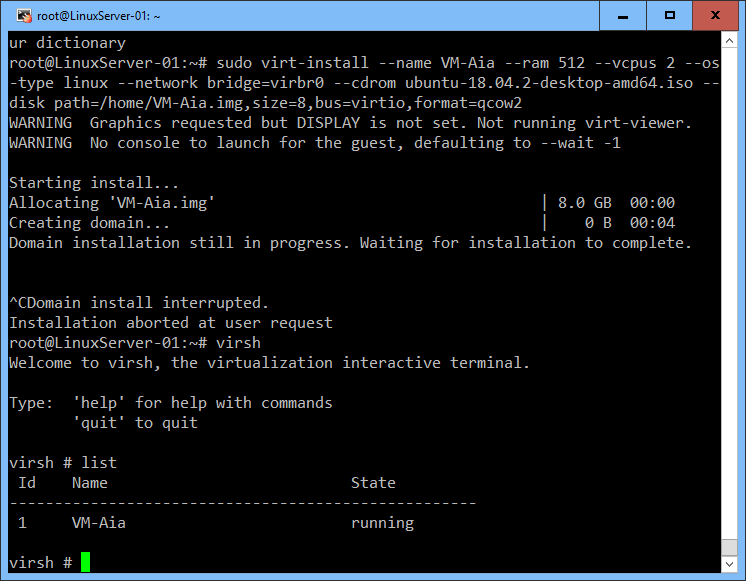 root@LinuxServer-01: ~
ur dictionary
root@LinuxServer-01:~# sudo virt-install --name VM-Aia --ram 512 --vcpus 2 --os
-type linux --network bridge=virbr0 --cdrom ubuntu-18.04.2-desktop-amd64.iso --
disk path=/home/VM-Aia.img,size=8,bus=virtio,format=qcow2
WARNING  Graphics requested but DISPLAY is not set. Not running virt-viewer.
WARNING  No console to launch for the guest, defaulting to --wait -1
Starting install...
Allocating 'VM-Aia.img'                                    | 8.0 GB  00:00
Creating domain...                                         |    0 B  00:04
Domain installation still in progress. Waiting for installation to complete.
^CDomain install interrupted.
Installation aborted at user request
root@LinuxServer-01:~# virsh
Welcome to virsh, the virtualization interactive terminal.
Type:  'help' for help with commands
       'quit' to quit
virsh # list
 Id    Name                           State
----------------------------------------------------
 1     VM-Aia                         running
virsh #